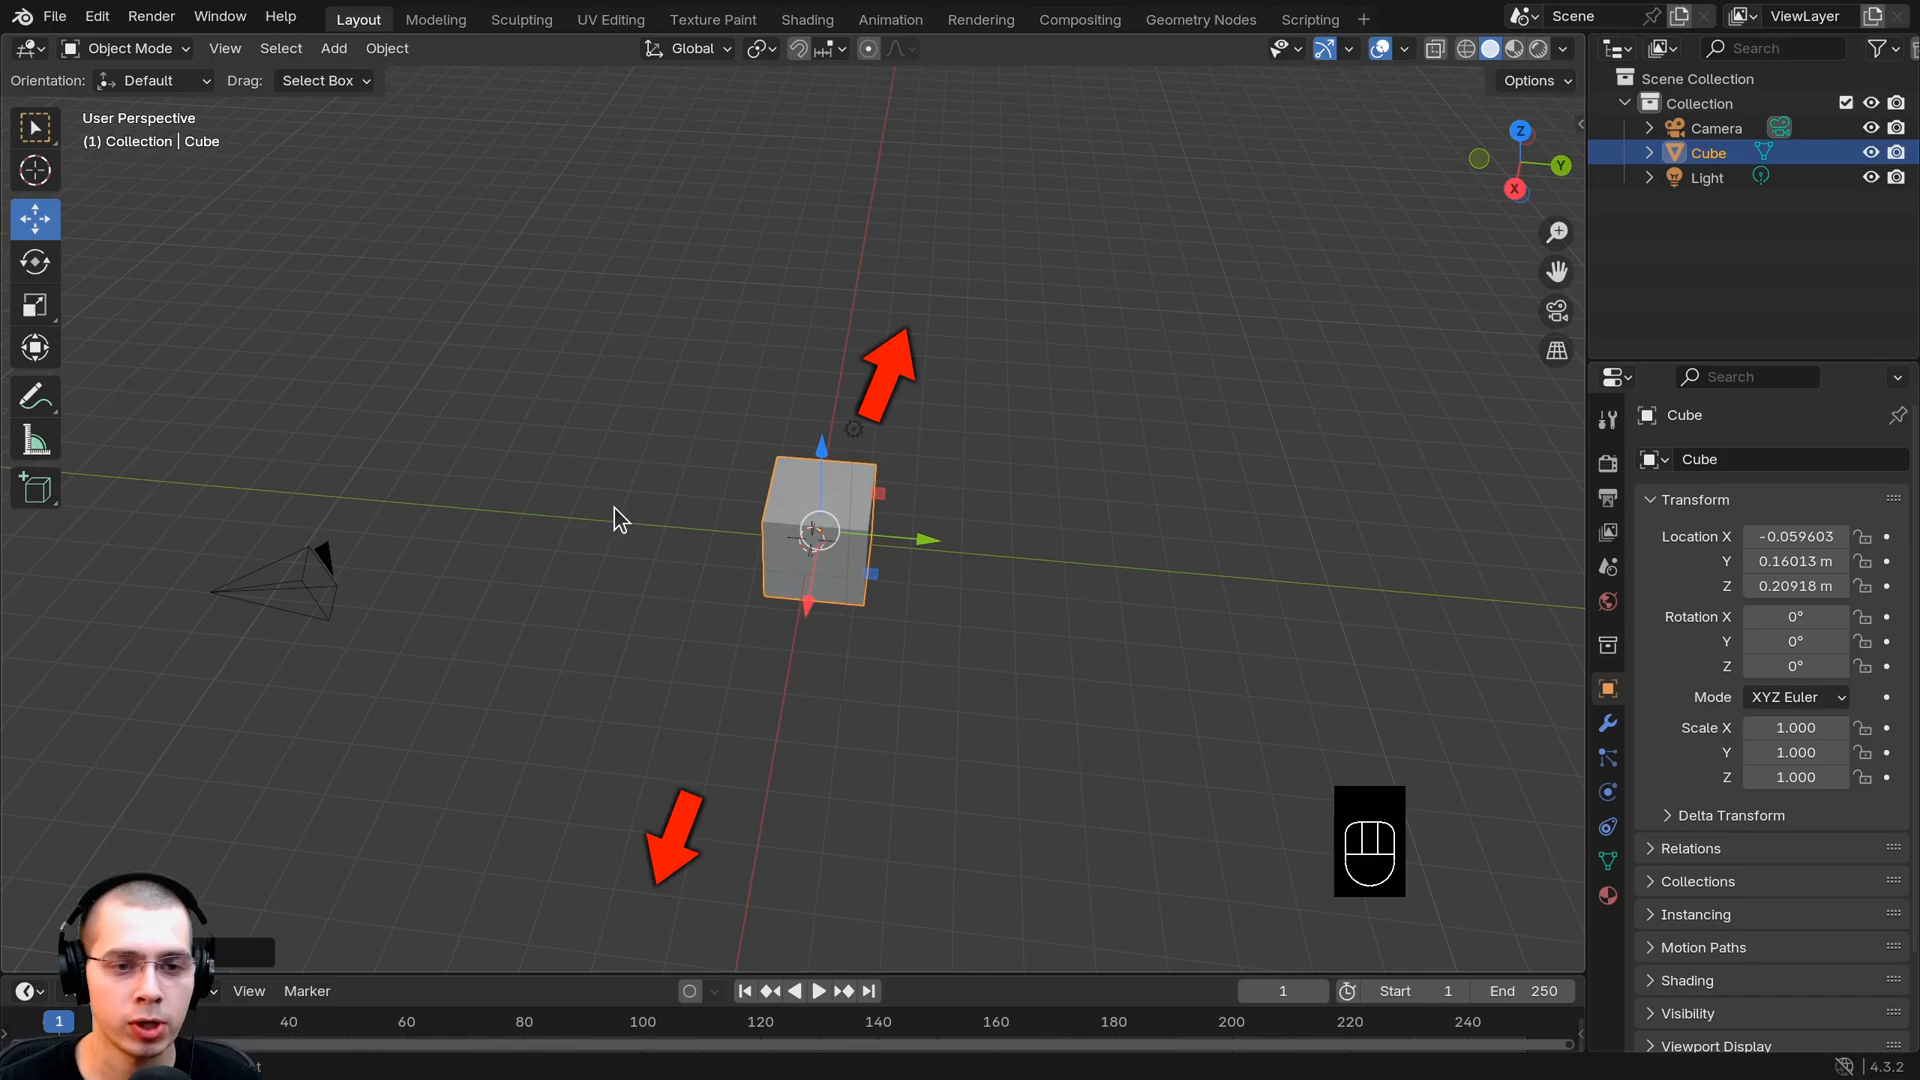 File Edit Render Window Help Layout Modeling Sculpting UV Editing Texture Paint Shading Animation Rendering Compositing Geometry Nodes Scripting + Scene ViewLayer
Object Mode View Select Add Object Global Search
Orientation: Default Drag: Select Box Options
User Perspective
(1) Collection | Cube
Z
Y
X
Scene Collection
Collection
Camera
Cube
Light
Search
Cube
Cube
Transform
Location X -0.059603
Y 0.16013 m
Z 0.20918 m
Rotation X 0°
Y 0°
Z 0°
Mode XYZ Euler
Scale X 1.000
Y 1.000
Z 1.000
Delta Transform
Relations
Collections
Instancing
Motion Paths
Shading
Visibility
Viewport Display
View Marker 1 Start 1 End 250
1 40 60 80 100 120 140 160 180 200 220 240
4.3.2